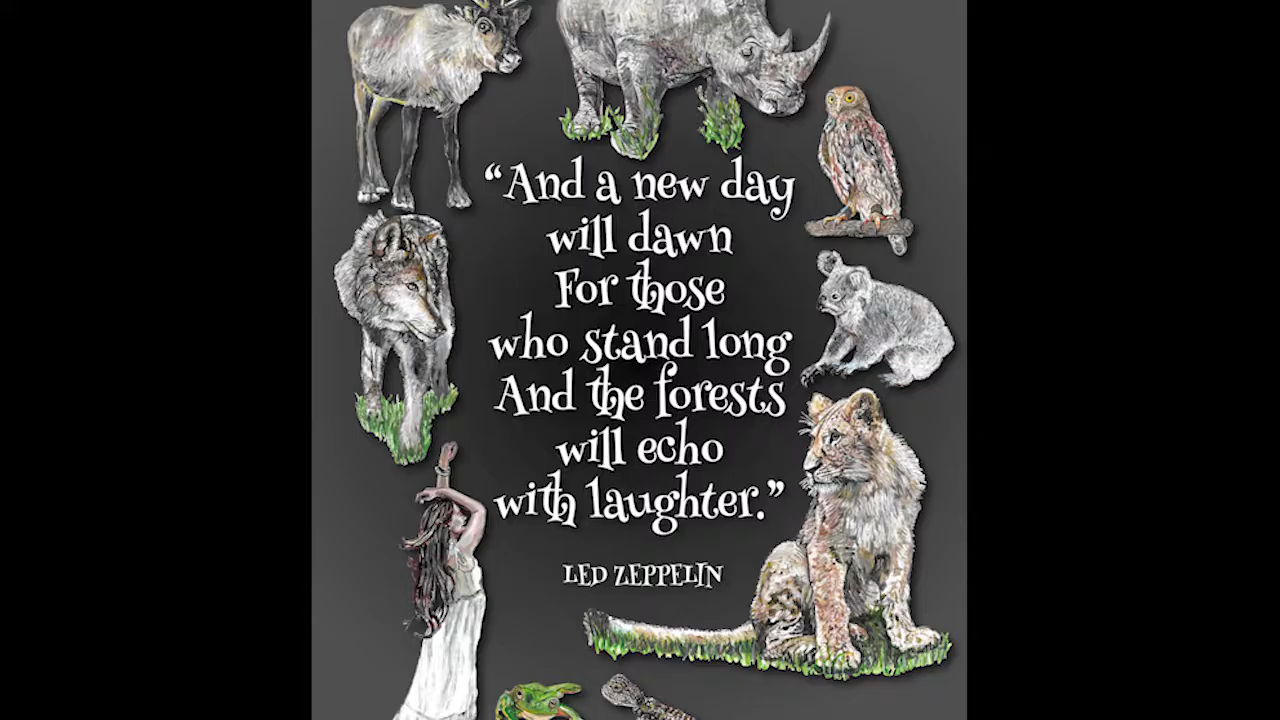 “And a new day
will dawn
For those
who stand long
And the forests
will echo
with laughter.”
LED ZEPPELIN